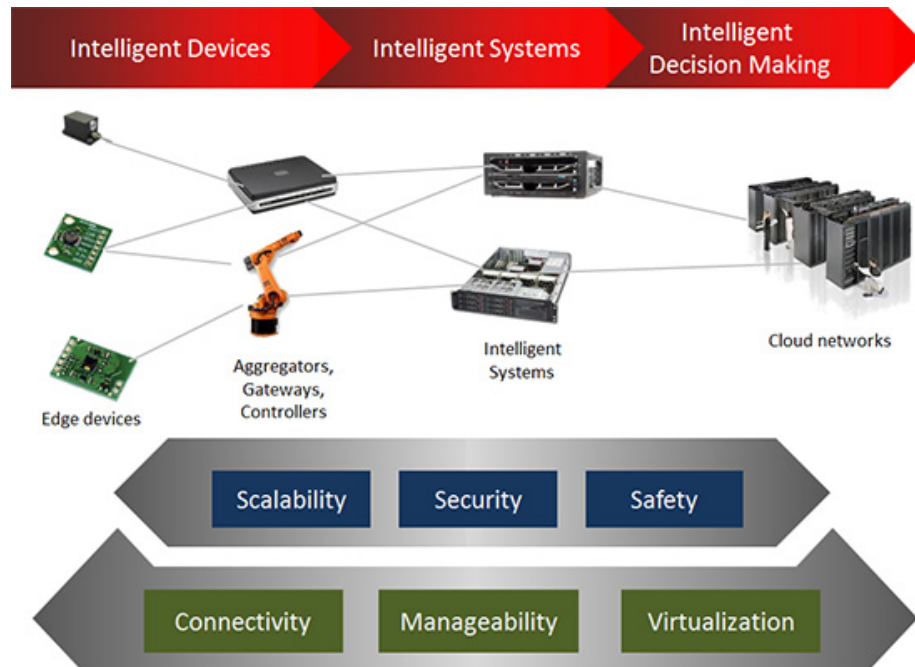 Intelligent Devices
Intelligent Systems
Intelligent
Decision Making
Edge devices
Aggregators,
Gateways,
Controllers
Intelligent
Systems
Cloud networks
Scalability
Security
Safety
Connectivity
Manageability
Virtualization